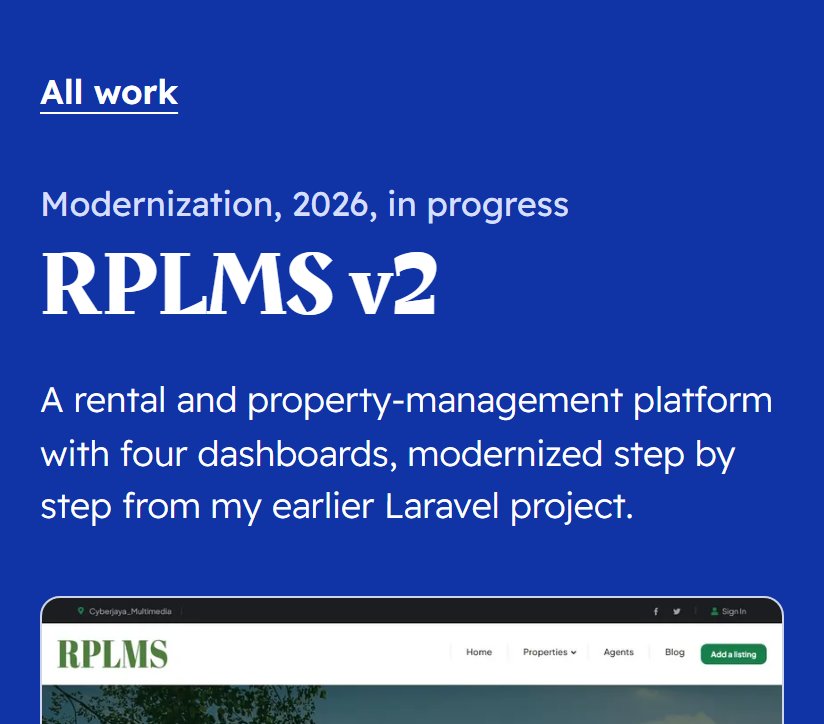 All work
Modernization, 2026, in progress
RPLMS v2
A rental and property-management platform
with four dashboards, modernized step by
step from my earlier Laravel project.
Cyberjaya_Multimedia
Sign In
RPLMS
Home
Properties
Agents
Blog
Add a listing